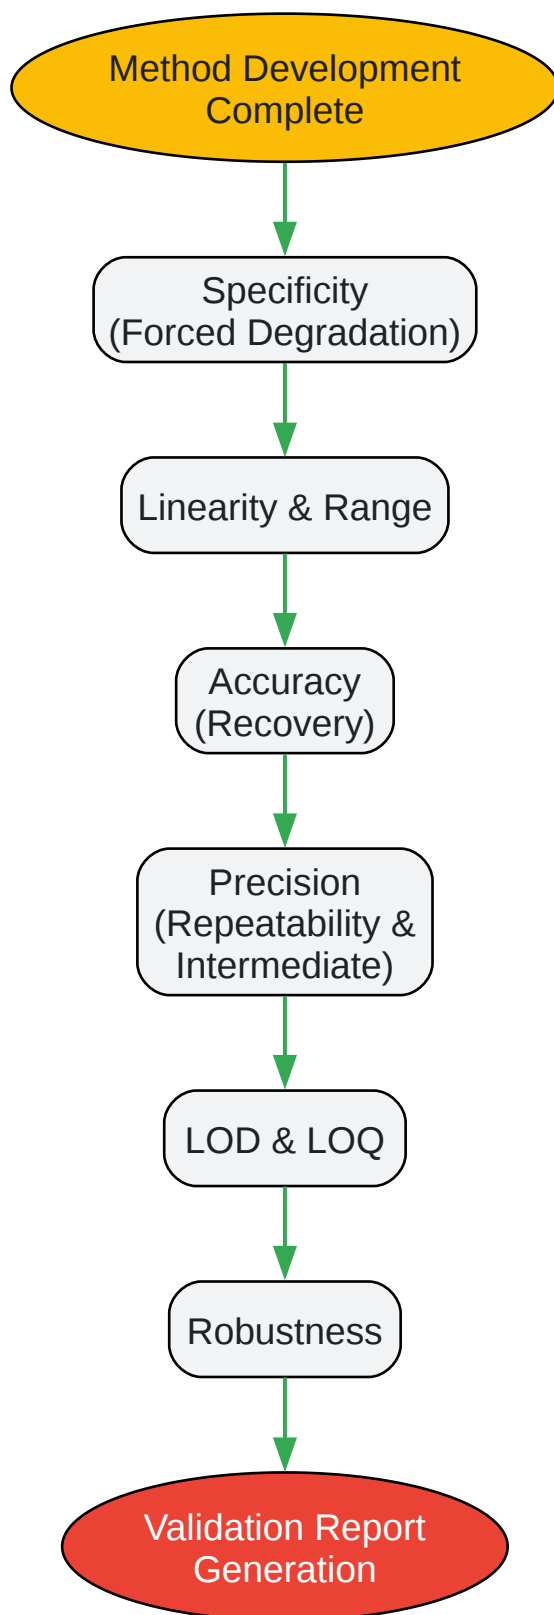 Method Development
Complete
Specificity
(Forced Degradation)
Linearity & Range
Accuracy
(Recovery)
Precision
(Repeatability &
Intermediate)
LOD & LOQ
Robustness
Validation Report
Generation